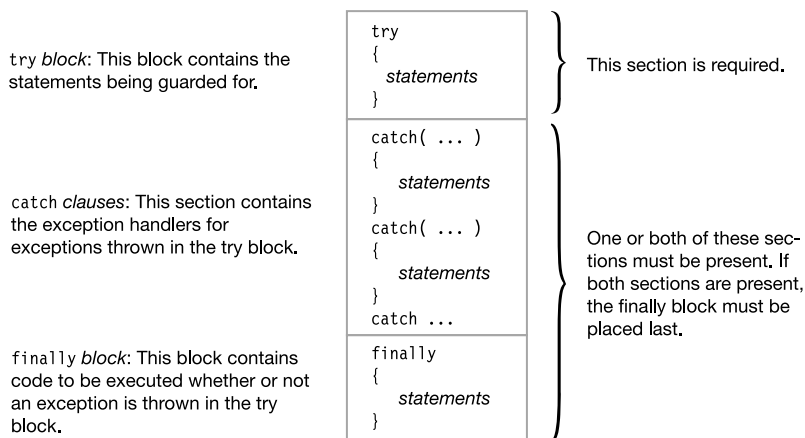 try block: This block contains the
statements being guarded for.
try
{
statements
}
This section is required.
catch clauses: This section contains
the exception handlers for
exceptions thrown in the try block.
catch( ... )
{
statements
}
catch( ... )
{
statements
}
catch ...
One or both of these sec-
tions must be present. If
both sections are present,
the finally block must be
placed last.
finally block: This block contains
code to be executed whether or not
an exception is thrown in the try
block.
finally
{
statements
}